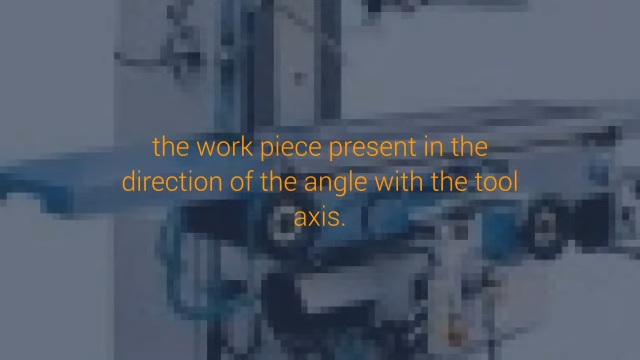 the work piece present in the
direction of the angle with the tool
axis.